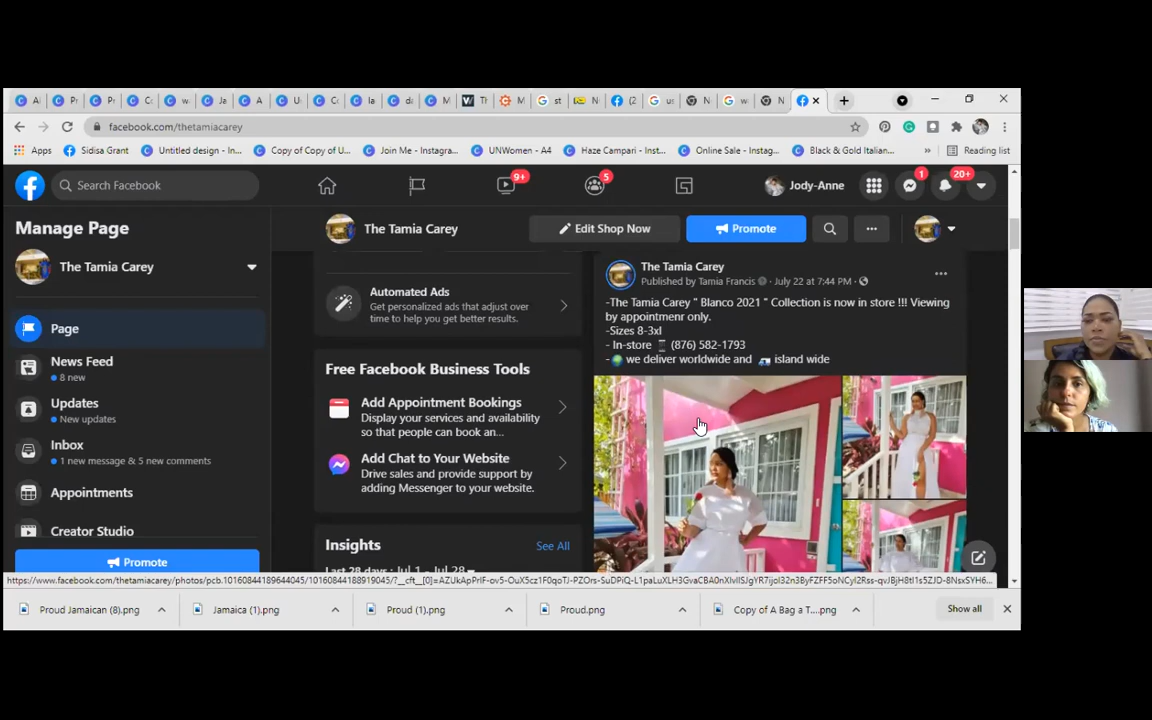 facebook.com/thetamiacarey
Apps
Sidisa Grant
Untitled design - In...
Copy of Copy of U...
Join Me - Instagra...
UNWomen - A4
Haze Campari - Inst...
Online Sale - Instag...
Black & Gold Italian...
»
Reading list
Search Facebook
9+
5
Jody-Anne
1
20+
Manage Page
The Tamia Carey
Edit Shop Now
Promote
The Tamia Carey
Page
News Feed
8 new
Updates
New updates
Inbox
1 new message & 5 new comments
Appointments
Creator Studio
Promote
Automated Ads
Get personalized ads that adjust over
time to help you get better results.
Free Facebook Business Tools
Add Appointment Bookings
Display your services and availability
so that people can book an...
Add Chat to Your Website
Drive sales and provide support by
adding Messenger to your website.
Insights
See All
Last 28 days : Jul 1 - Jul 28
The Tamia Carey
Published by Tamia Francis · July 22 at 7:44 PM ·
-The Tamia Carey " Blanco 2021 " Collection is now in store !!! Viewing
by appointment only.
-Sizes 8-3xl
- In-store 📱 (876) 582-1793
-🌍 we deliver worldwide and 🚙 island wide
Proud Jamaican (8).png
Jamaica (1).png
Proud (1).png
Proud.png
Copy of A Bag a T....png
Show all